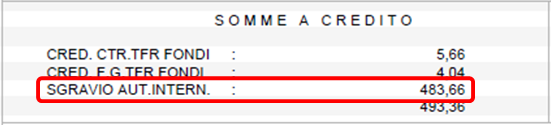 SOMME A CREDITO
CRED. CTR.TFR FONDI : 5,66
CRED. F.G.TFR FONDI : 4,04
SGRAVIO AUT.INTERN. : 483,66
493,36